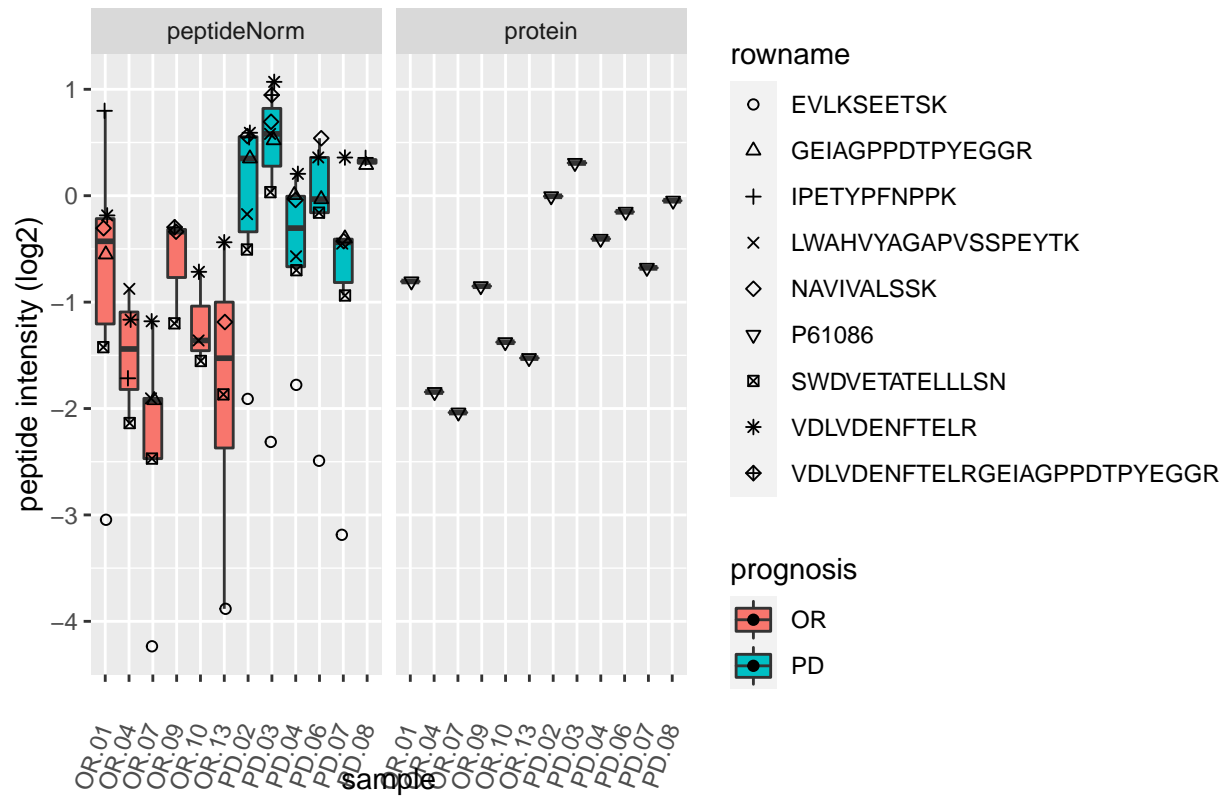 peptideNorm
protein
peptide intensity (log2)
1
0
−1
−2
−3
−4
OR.01
OR.04
OR.07
OR.09
OR.10
OR.13
PD.02
PD.03
PD.04
PD.06
PD.07
PD.08
OR.01
OR.04
OR.07
OR.09
OR.10
OR.13
PD.02
PD.03
PD.04
PD.06
PD.07
PD.08
sample
rowname
EVLKSEETSK
GEIAGPPDTPYEGGR
IPETYPFNPPK
LWAHVYAGAPVSSPEYTK
NAVIVALSSK
P61086
SWDVETATELLLSN
VDLVDENFTELR
VDLVDENFTELRGEIAGPPDTPYEGGR
prognosis
OR
PD